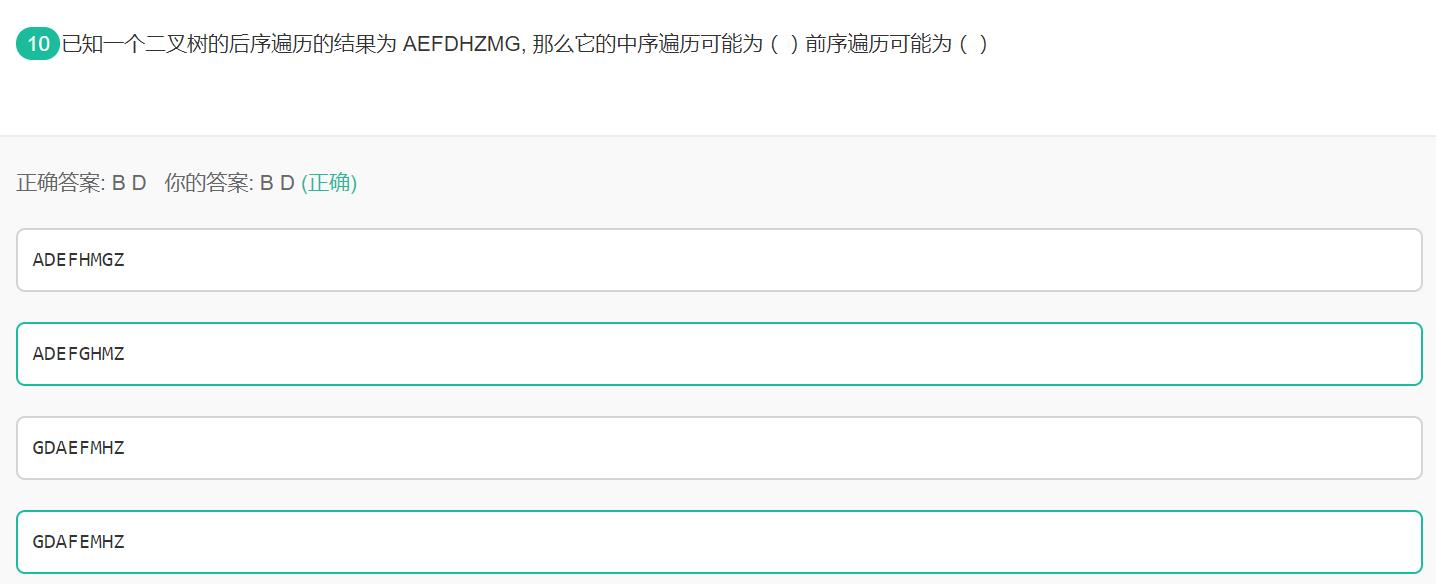 10 已知一个二叉树的后序遍历的结果为 AEFDHZMG, 那么它的中序遍历可能为 ( ) 前序遍历可能为 ( )
正确答案: B D 你的答案: B D (正确)
ADEFHMGZ
ADEFGHMZ
GDAEFMHZ
GDAFEMHZ